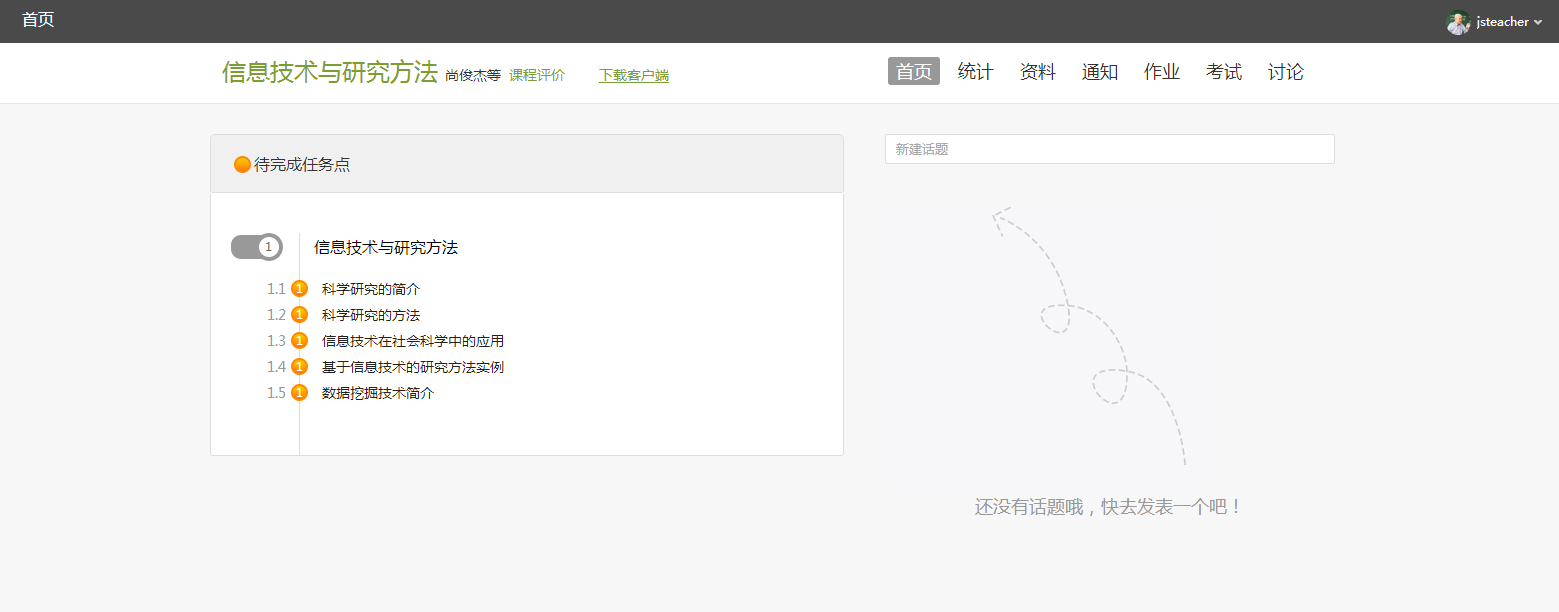 首页
jsteacher
信息技术与研究方法 尚俊杰等 课程评价 下载客户端
首页 统计 资料 通知 作业 考试 讨论
待完成任务点
1 信息技术与研究方法
1.1 1 科学研究的简介
1.2 1 科学研究的方法
1.3 1 信息技术在社会科学中的应用
1.4 1 基于信息技术的研究方法实例
1.5 1 数据挖掘技术简介
新建话题
还没有话题哦，快去发表一个吧！